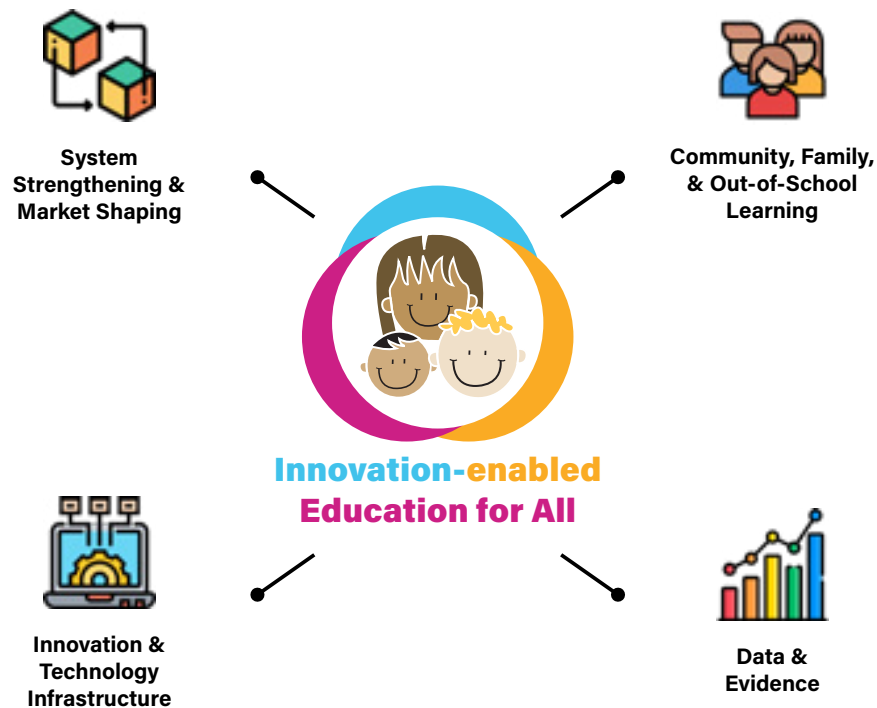 System
Strengthening &
Market Shaping
Community, Family,
& Out-of-School
Learning
Innovation-enabled
Education for All
Innovation &
Technology
Infrastructure
Data &
Evidence